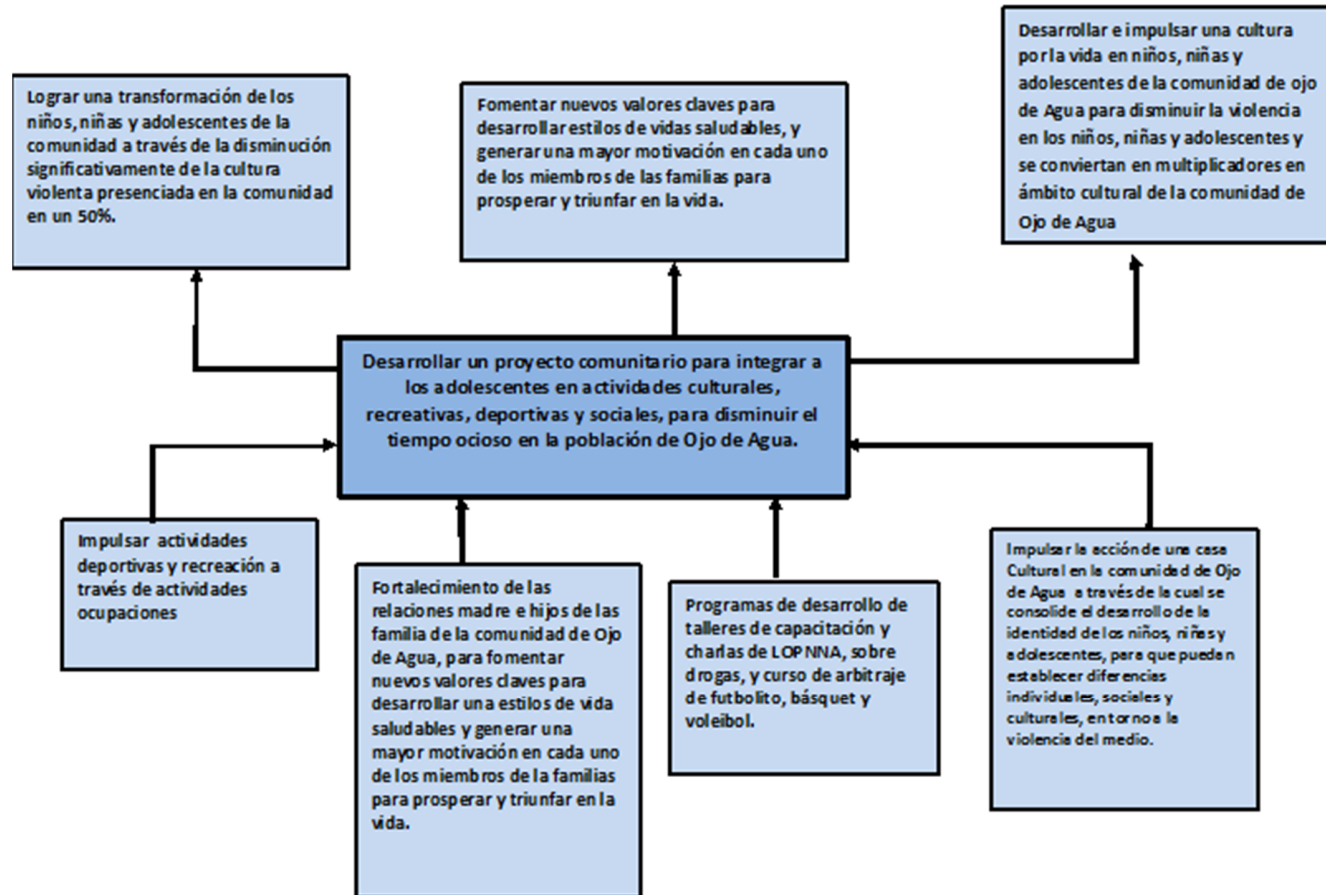 Lograr una transformación de los
niños, niñas y adolescentes de la
comunidad a través de la disminución
significativamente de la cultura
violenta presenciada en la comunidad
en un 50%.
Fomentar nuevos valores claves para
desarrollar estilos de vidas saludables, y
generar una mayor motivación en cada uno
de los miembros de las familias para
prosperar y triunfar en la vida.
Desarrollar e impulsar una cultura
por la vida en niños, niñas y
adolescentes de la comunidad de ojo
de Agua para disminuir la violencia
en los niños, niñas y adolescentes y
se conviertan en multiplicadores en
ámbito cultural de la comunidad de
Ojo de Agua
Desarrollar un proyecto comunitario para integrar a
los adolescentes en actividades culturales,
recreativas, deportivas y sociales, para disminuir el
tiempo ocioso en la población de Ojo de Agua.
Impulsar actividades
deportivas y recreación a
través de actividades
ocupaciones
Fortalecimiento de las
relaciones madre e hijos de las
familia de la comunidad de Ojo
de Agua, para fomentar
nuevos valores claves para
desarrollar una estilos de vida
saludables y generar una
mayor motivación en cada uno
de los miembros de la familias
para prosperar y triunfar en la
vida.
Programas de desarrollo de
talleres de capacitación y
charlas de LOPNNA, sobre
drogas, y curso de arbitraje
de futbolito, básquet y
voleibol.
Impulsar la acción de una casa
Cultural en la comunidad de Ojo
de Agua a través de la cual se
consolide el desarrollo de la
identidad de los niños, niñas y
adolescentes, para que puedan
establecer diferencias
individuales, sociales y
culturales, en torno a la
violencia del medio.